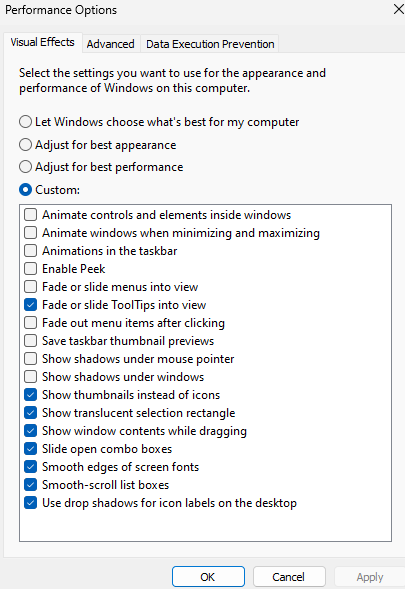 Performance Options
Visual Effects
Advanced
Data Execution Prevention
Select the settings you want to use for the appearance and
performance of Windows on this computer.
Let Windows choose what's best for my computer
Adjust for best appearance
Adjust for best performance
Custom:
Animate controls and elements inside windows
Animate windows when minimizing and maximizing
Animations in the taskbar
Enable Peek
Fade or slide menus into view
Fade or slide ToolTips into view
Fade out menu items after clicking
Save taskbar thumbnail previews
Show shadows under mouse pointer
Show shadows under windows
Show thumbnails instead of icons
Show translucent selection rectangle
Show window contents while dragging
Slide open combo boxes
Smooth edges of screen fonts
Smooth-scroll list boxes
Use drop shadows for icon labels on the desktop
OK
Cancel
Apply